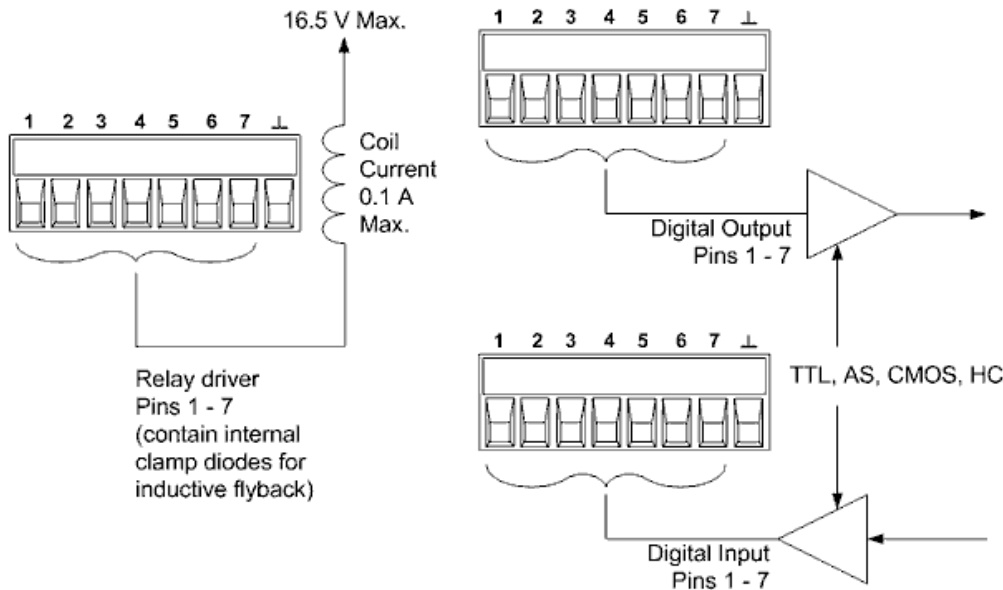 16.5 V Max.
1 2 3 4 5 6 7 ⊥
Coil
Current
0.1 A
Max.
Relay driver
Pins 1 - 7
(contain internal
clamp diodes for
inductive flyback)
1 2 3 4 5 6 7 ⊥
Digital Output
Pins 1 - 7
TTL, AS, CMOS, HC
1 2 3 4 5 6 7 ⊥
Digital Input
Pins 1 - 7